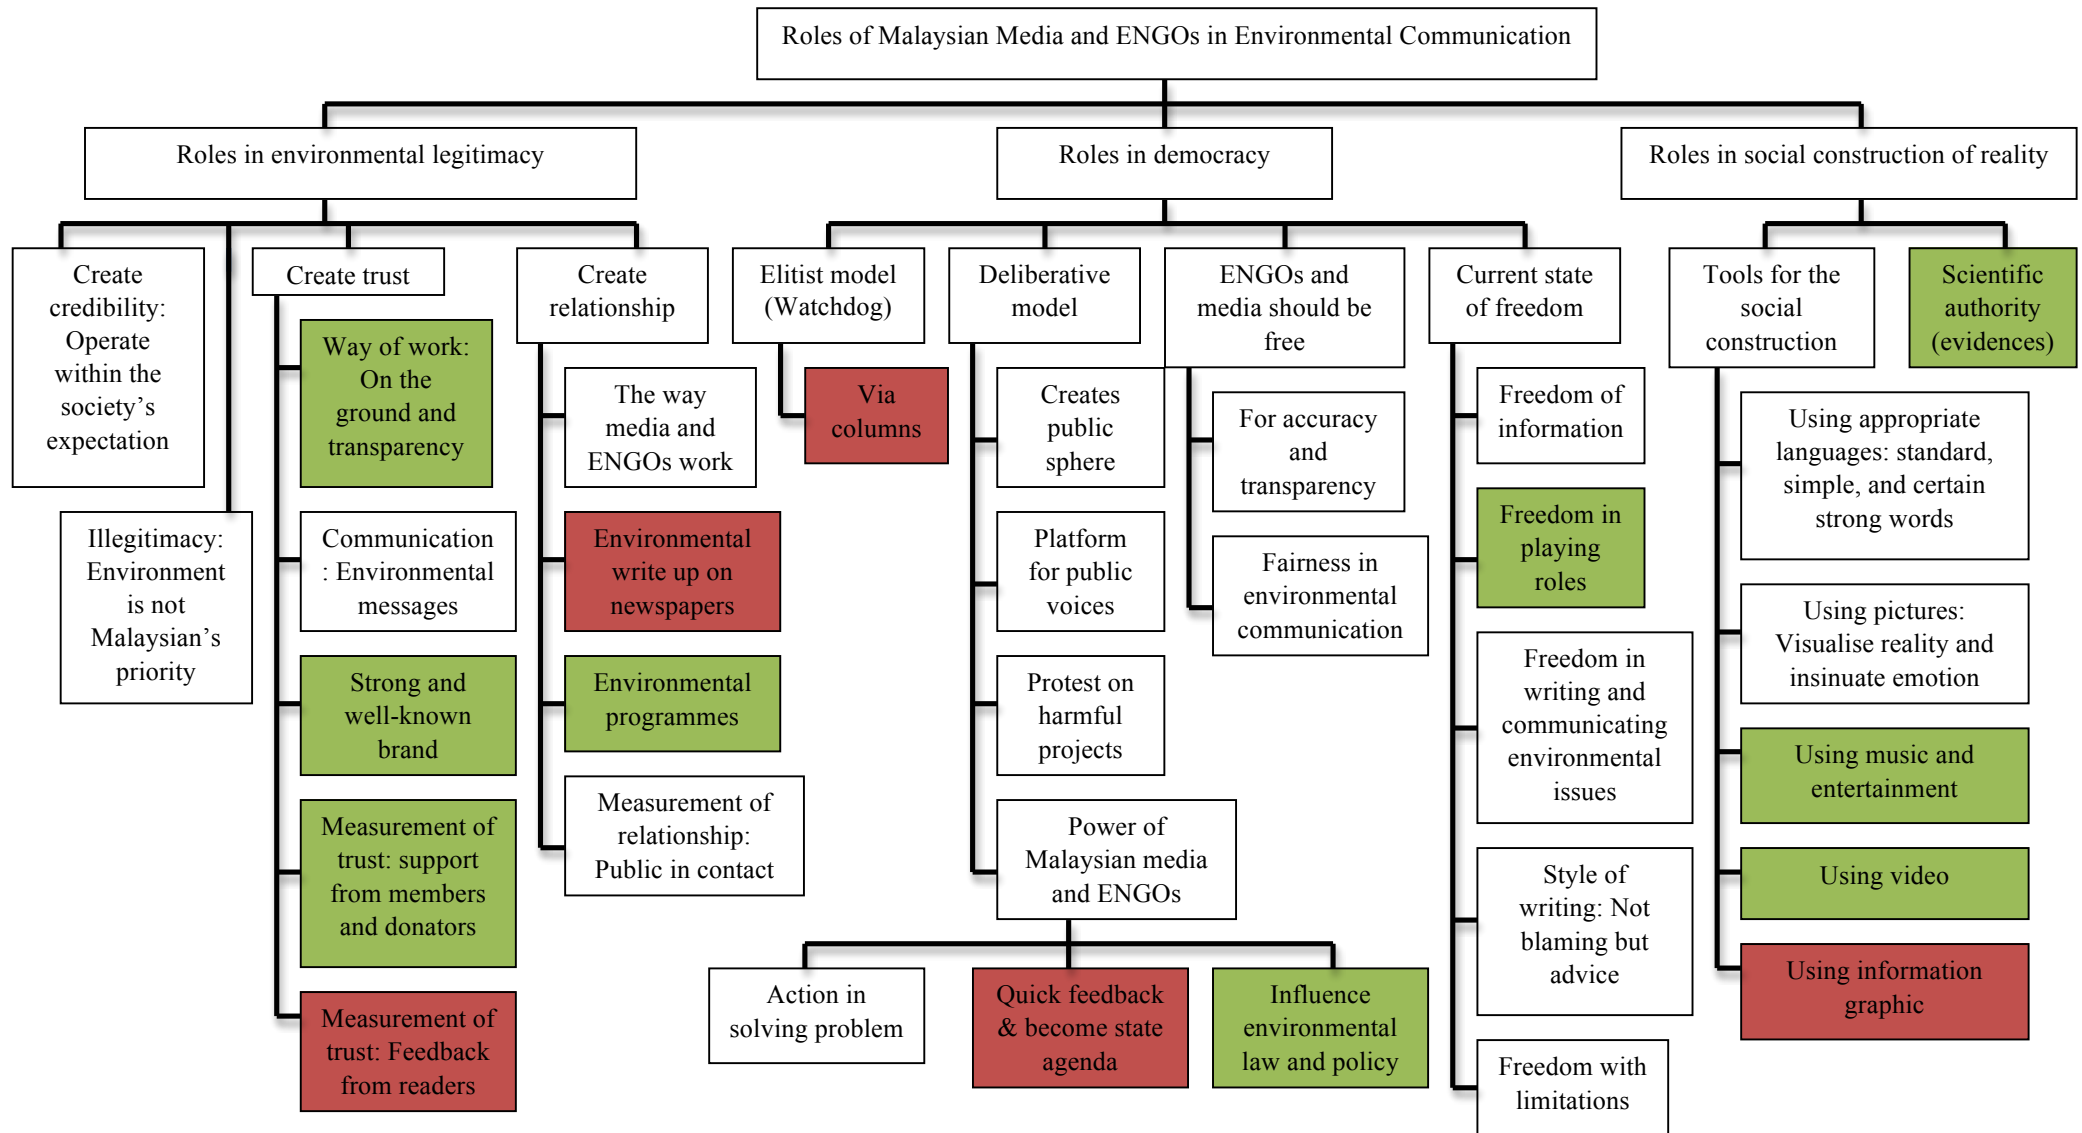 Roles of Malaysian Media and ENGOs in Environmental Communication
Roles in environmental legitimacy
Roles in democracy
Roles in social construction of reality
Create
credibility:
Operate
within the
society’s
expectation
Illegitimacy:
Environment
is not
Malaysian’s
priority
Create trust
Way of work:
On the
ground and
transparency
Communication
: Environmental
messages
Strong and
well-known
brand
Measurement of
trust: support
from members
and donators
Measurement of
trust: Feedback
from readers
Create
relationship
The way
media and
ENGOs work
Environmental
write up on
newspapers
Environmental
programmes
Measurement of
relationship:
Public in contact
Elitist model
(Watchdog)
Via
columns
Deliberative
model
Creates
public
sphere
Platform
for public
voices
Protest on
harmful
projects
Power of
Malaysian media
and ENGOs
Action in
solving problem
Quick feedback
& become state
agenda
Influence
environmental
law and policy
ENGOs and
media should be
free
For accuracy
and
transparency
Fairness in
environmental
communication
Current state
of freedom
Freedom of
information
Freedom in
playing
roles
Freedom in
writing and
communicating
environmental
issues
Style of
writing: Not
blaming but
advice
Freedom with
limitations
Tools for the
social
construction
Using appropriate
languages: standard,
simple, and certain
strong words
Using pictures:
Visualise reality and
insinuate emotion
Using music and
entertainment
Using video
Using information
graphic
Scientific
authority
(evidences)